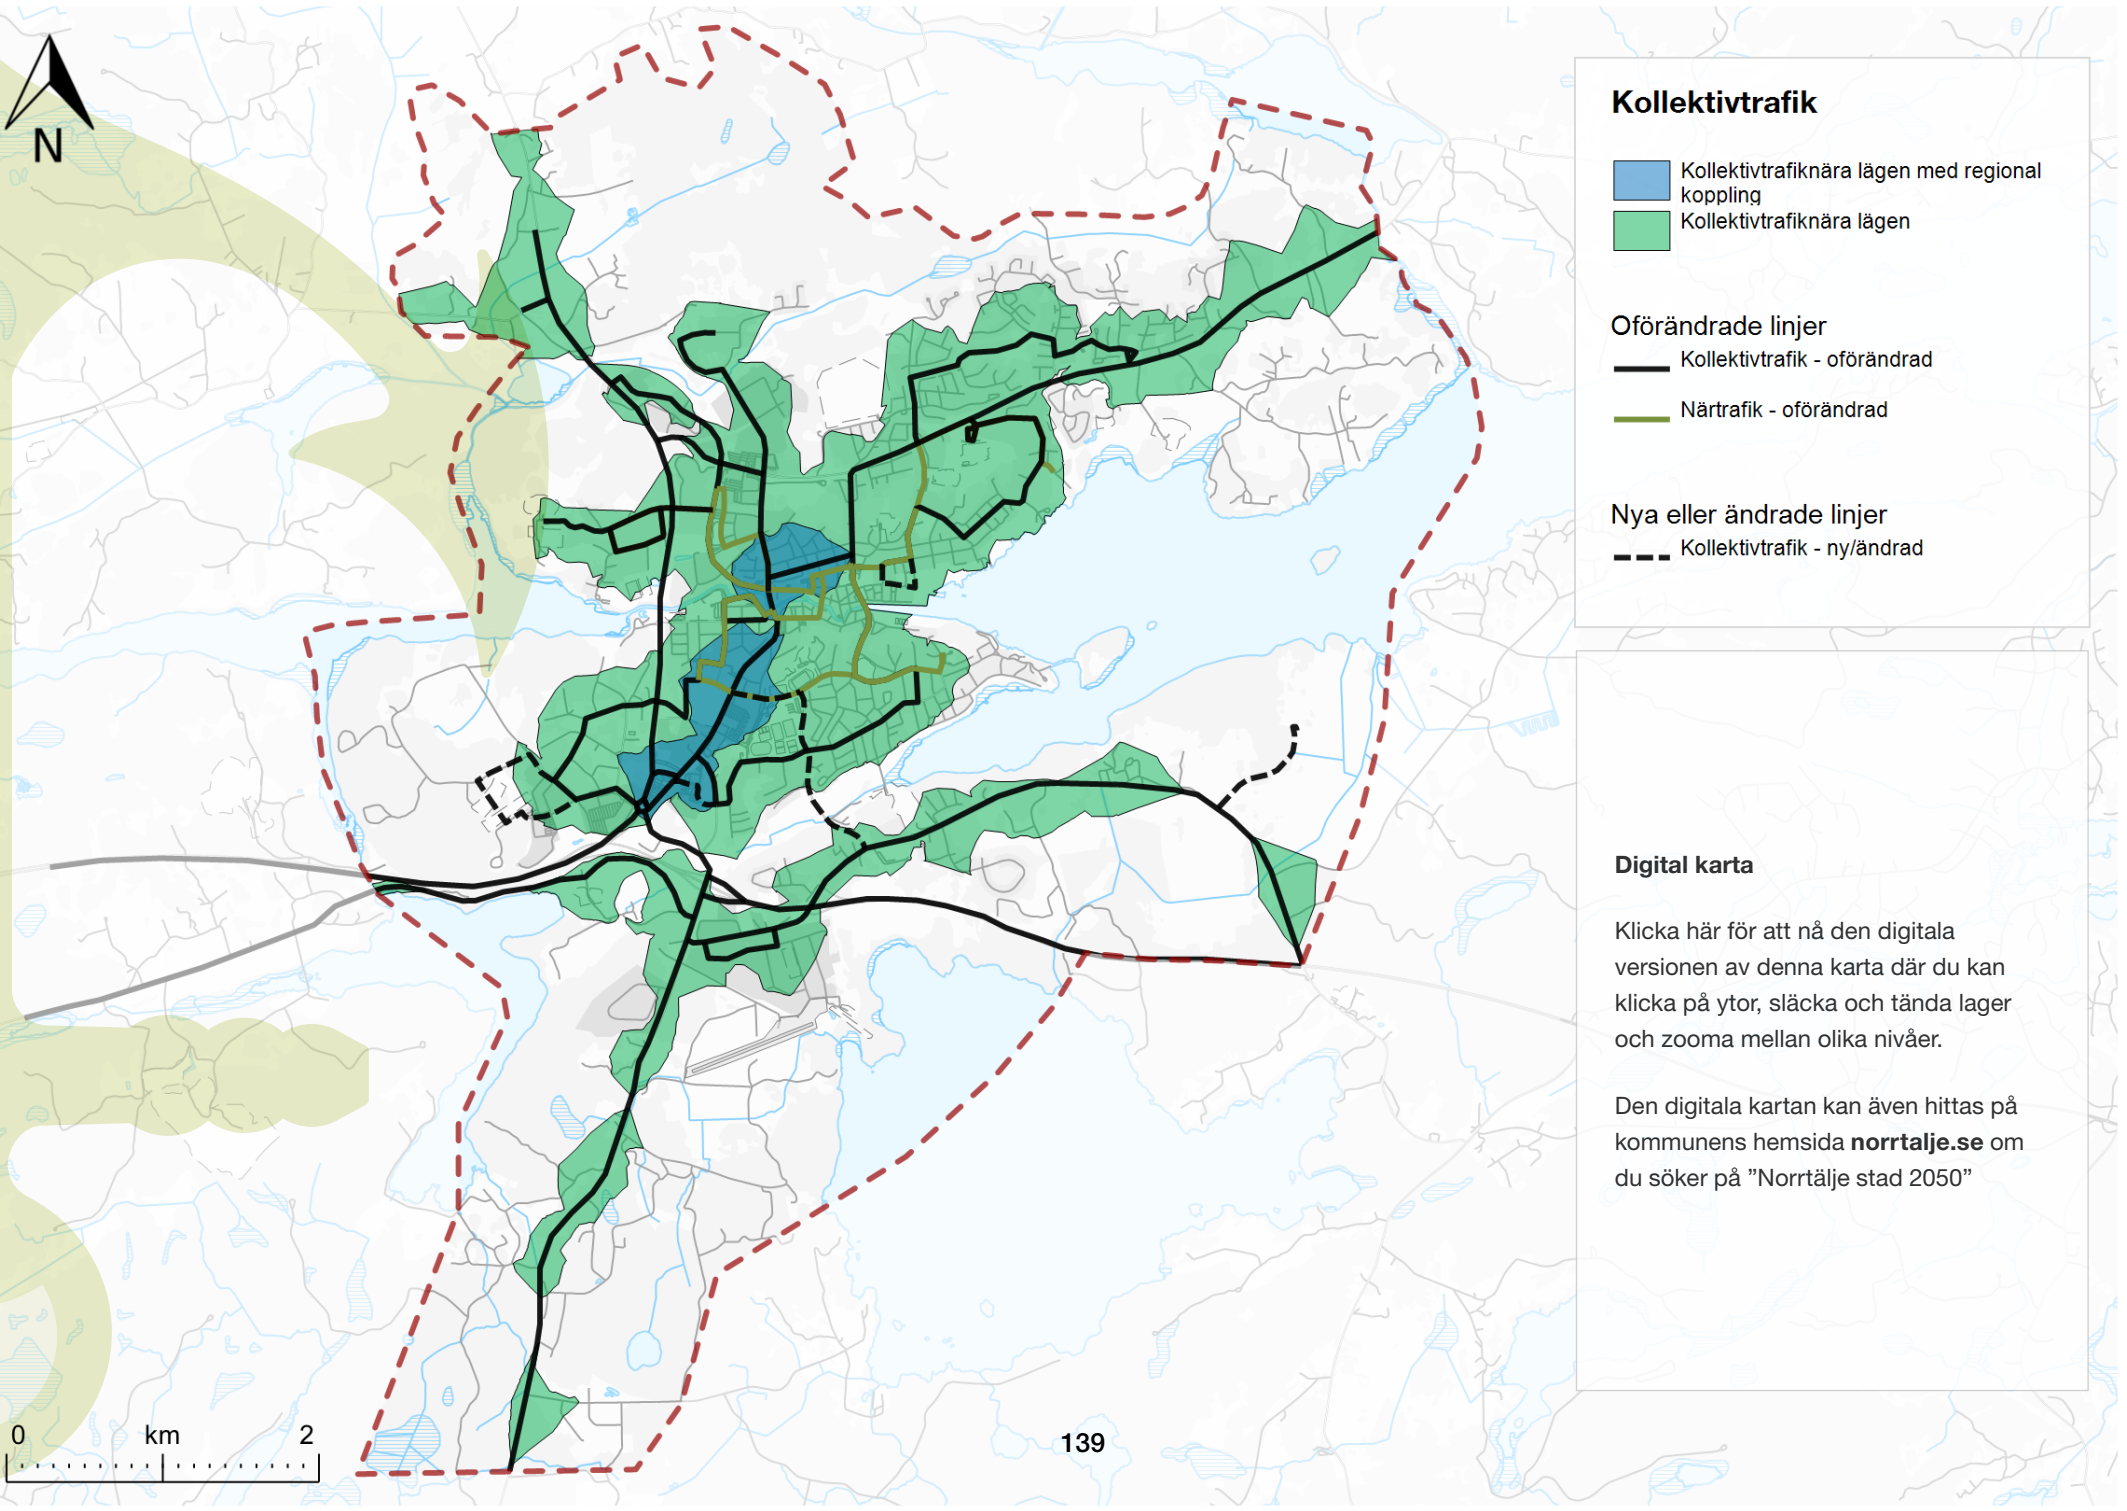 N
Kollektivtrafik
Kollektivtrafiknära lägen med regional
koppling
Kollektivtrafiknära lägen
Oförändrade linjer
Kollektivtrafik - oförändrad
Närtrafik - oförändrad
Nya eller ändrade linjer
Kollektivtrafik - ny/ändrad
Digital karta
Klicka här för att nå den digitala
versionen av denna karta där du kan
klicka på ytor, släcka och tända lager
och zooma mellan olika nivåer.
Den digitala kartan kan även hittas på
kommunens hemsida norrtalje.se om
du söker på ”Norrtälje stad 2050”
0 km 2
139